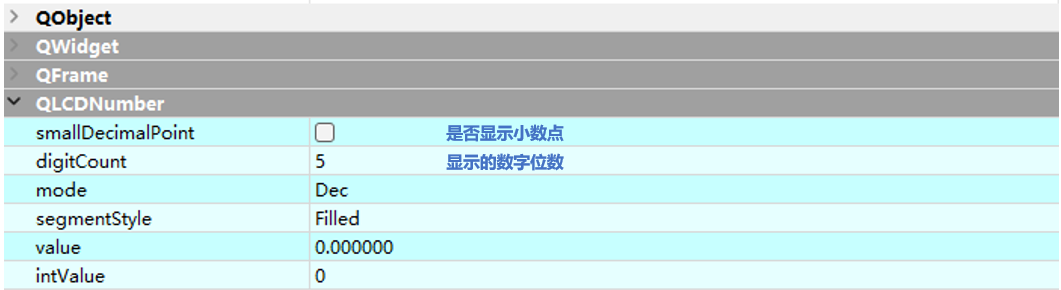 QObject
QWidget
QFrame
QLCDNumber
smallDecimalPoint 是否显示小数点
digitCount 5 显示的数字位数
mode Dec
segmentStyle Filled
value 0.000000
intValue 0